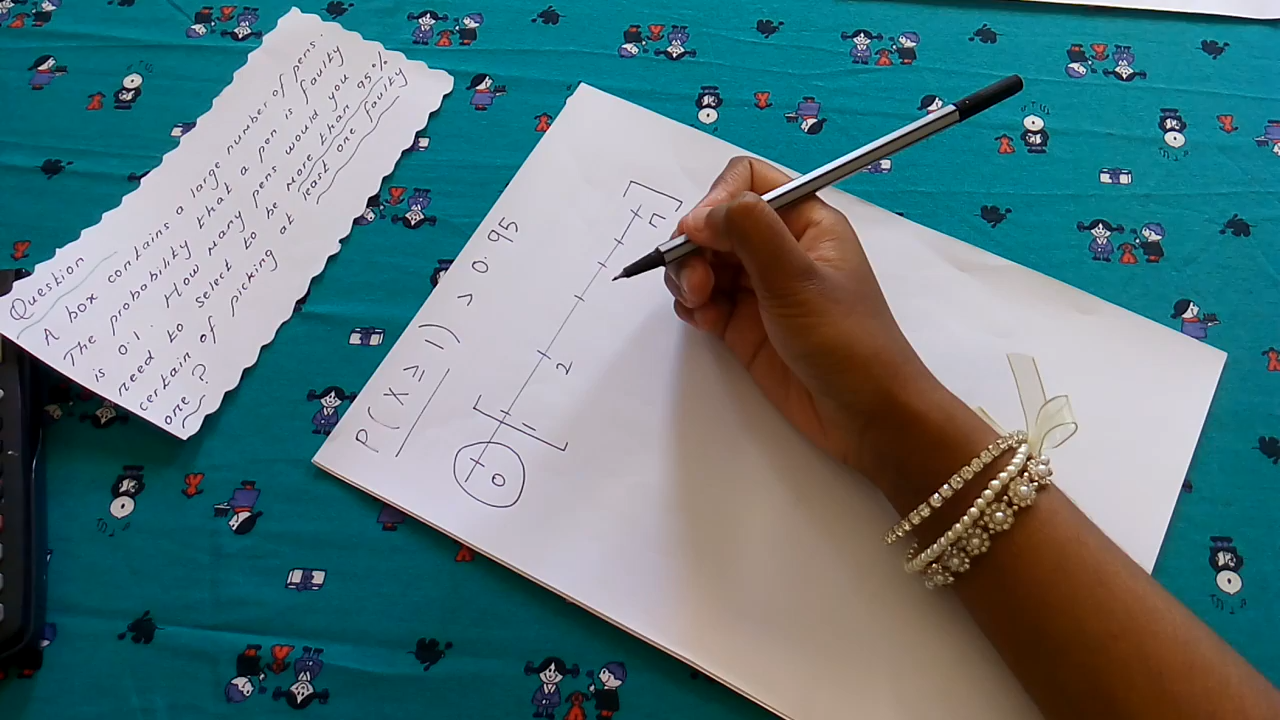 Question
A box contains a large number of pens.
The probability that a pen is faulty
is 0.1. How many pens would you
need to select to be more than 95%
certain of picking at least one faulty
one?
P(X ≥ 1) > 0.95
0 1 2 n